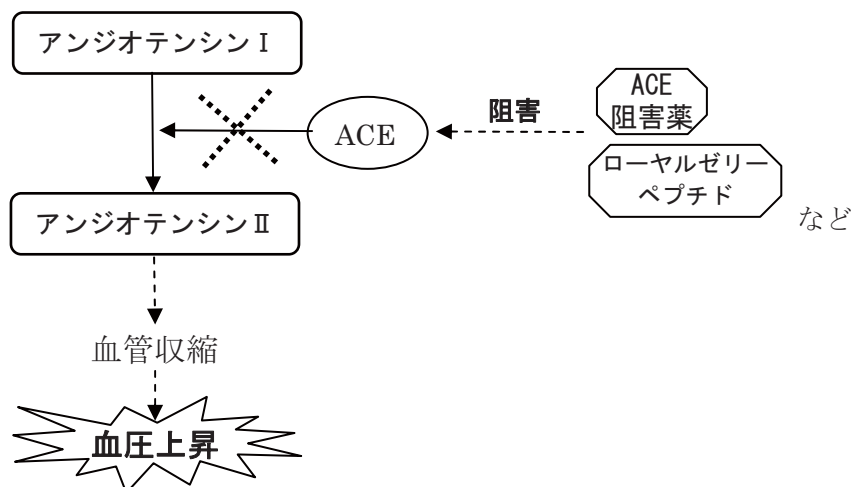 アンジオテンシンⅠ
ACE
阻害
ACE
阻害薬
ローヤルゼリー
ペプチド
など
アンジオテンシンⅡ
血管収縮
血圧上昇